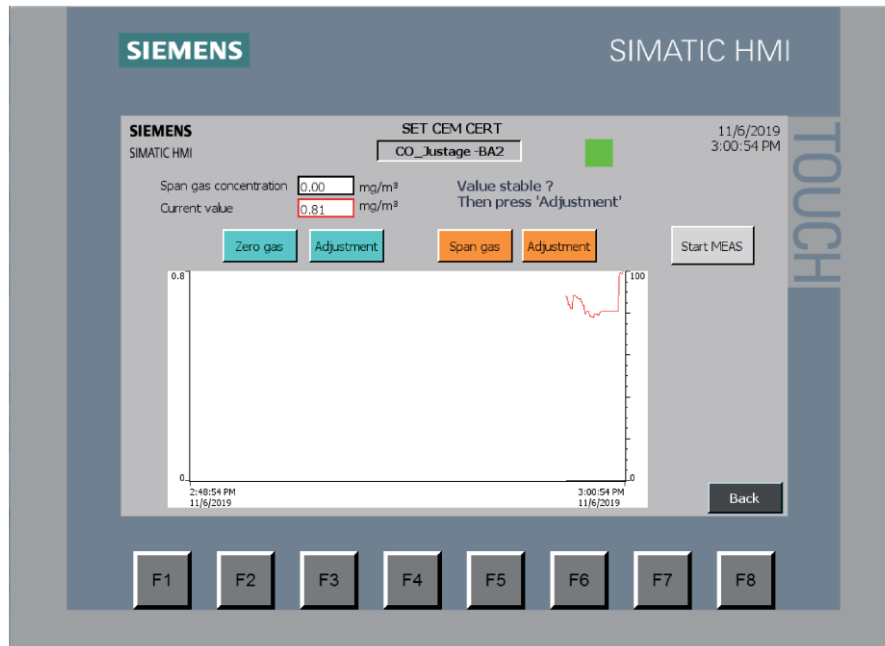 SIEMENS
SIMATIC HMI
TOUCH
SIEMENS
SIMATIC HMI
SET CEM CERT
CO_Justage -BA2
11/6/2019
3:00:54 PM
Span gas concentration 0.00 mg/m³
Current value 0.81 mg/m³
Value stable ?
Then press 'Adjustment'
Zero gas Adjustment Span gas Adjustment Start MEAS
0.8 100
0 0
2:48:54 PM 3:00:54 PM
11/6/2019 11/6/2019
Back
F1 F2 F3 F4 F5 F6 F7 F8